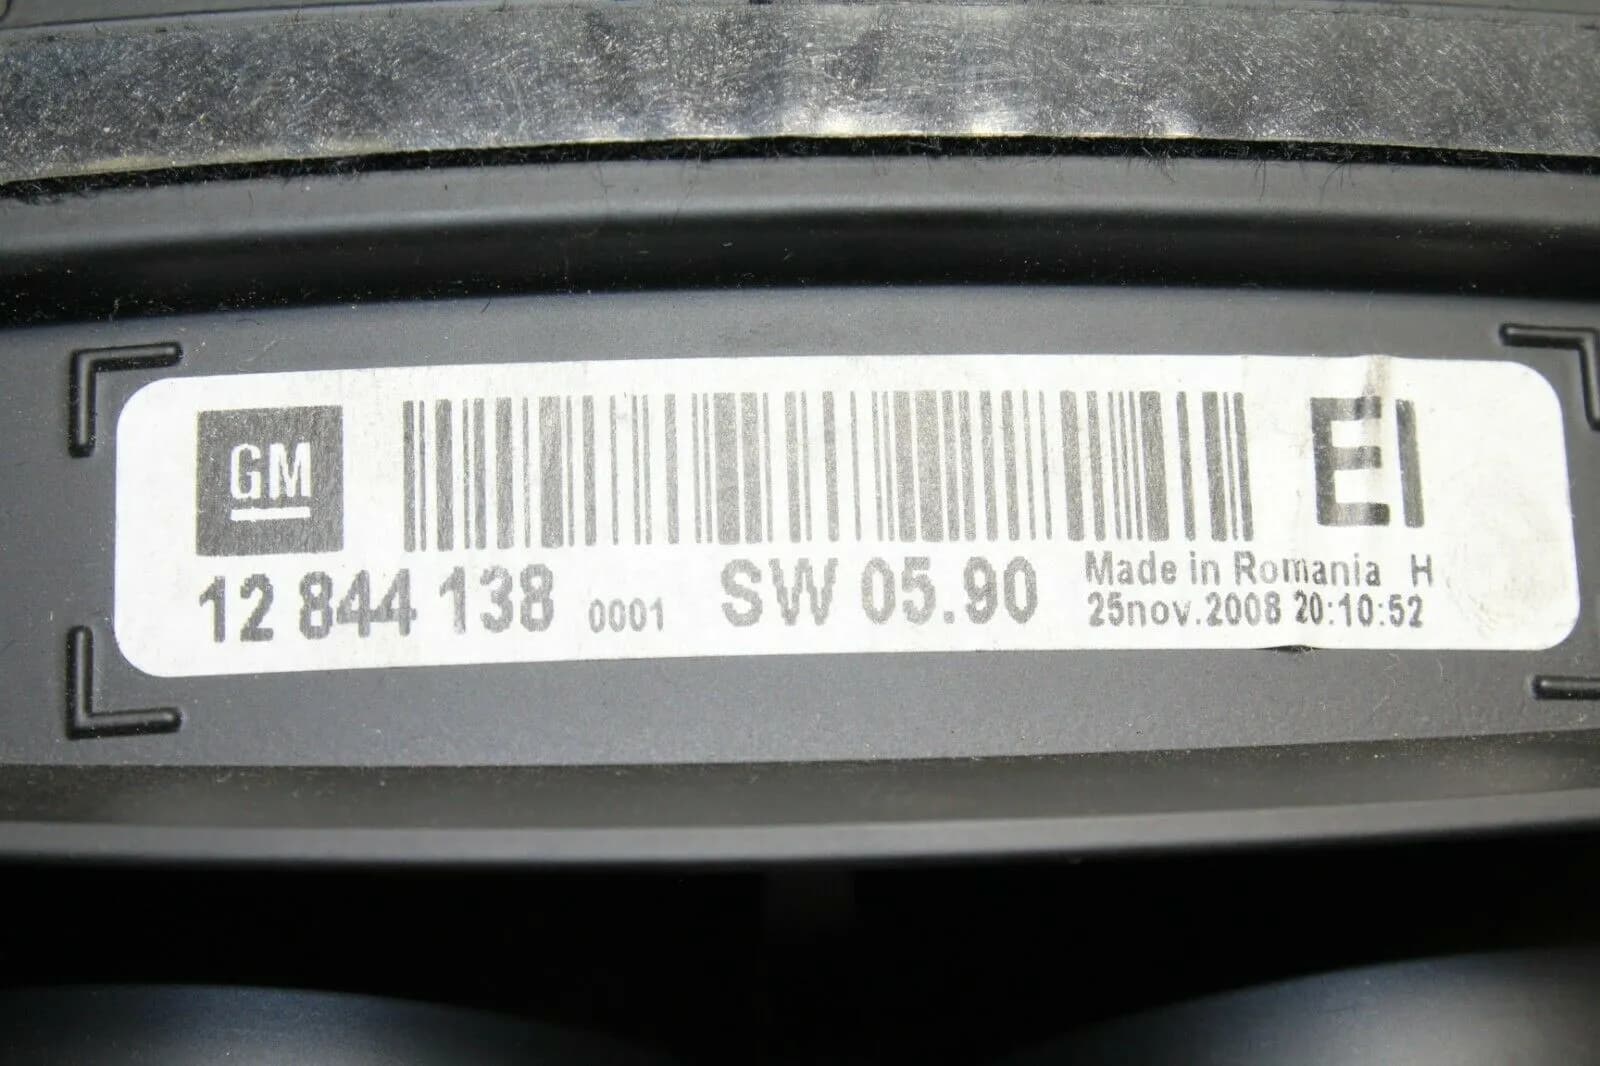 GM
EI
12 844 138 0001 SW 05.90
Made in Romania H
25nov.2008 20:10:52